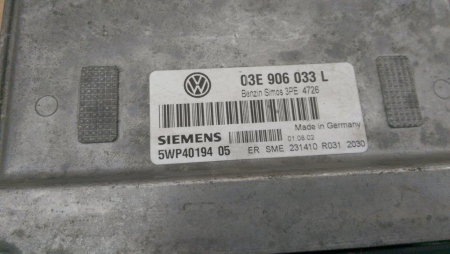 03E 906 033 L
Benzin Simos 3PE 4726
Made in Germany
SIEMENS
01.08.02
5WP40194 05
ER SME 231410 R031 2030